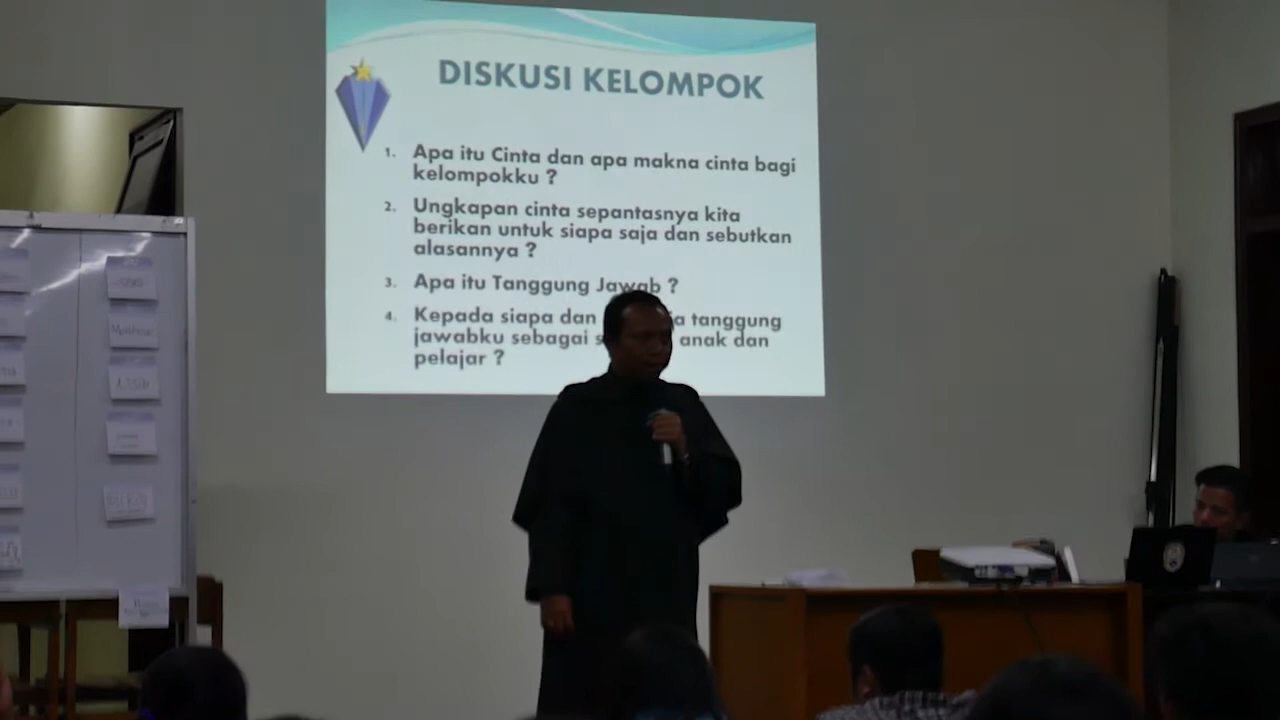 DISKUSI KELOMPOK
1. Apa itu Cinta dan apa makna cinta bagi
kelompokku ?
2. Ungkapan cinta sepantasnya kita
berikan untuk siapa saja dan sebutkan
alasannya ?
3. Apa itu Tanggung Jawab ?
4. Kepada siapa dan tanggung
jawabku sebagai anak dan
pelajar ?